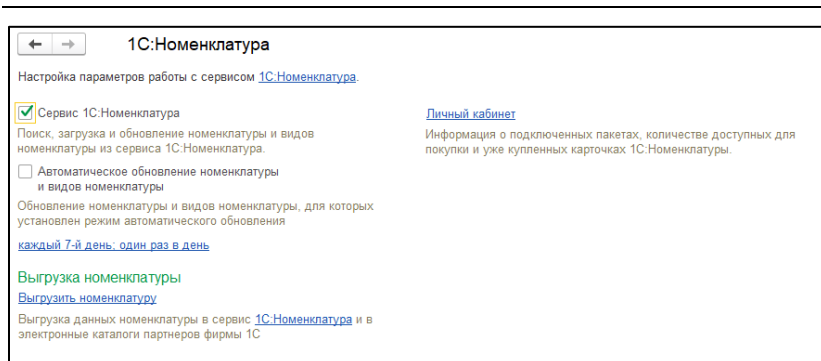 1С:Номенклатура
Настройка параметров работы с сервисом 1С:Номенклатура.
Сервис 1С:Номенклатура
Поиск, загрузка и обновление номенклатуры и видов
номенклатуры из сервиса 1С:Номенклатура.
Автоматическое обновление номенклатуры
и видов номенклатуры
Обновление номенклатуры и видов номенклатуры, для которых
установлен режим автоматического обновления
каждый 7-й день; один раз в день
Выгрузка номенклатуры
Выгрузить номенклатуру
Выгрузка данных номенклатуры в сервис 1С:Номенклатура и в
электронные каталоги партнеров фирмы 1С
Личный кабинет
Информация о подключенных пакетах, количестве доступных для
покупки и уже купленных карточках 1С:Номенклатуры.